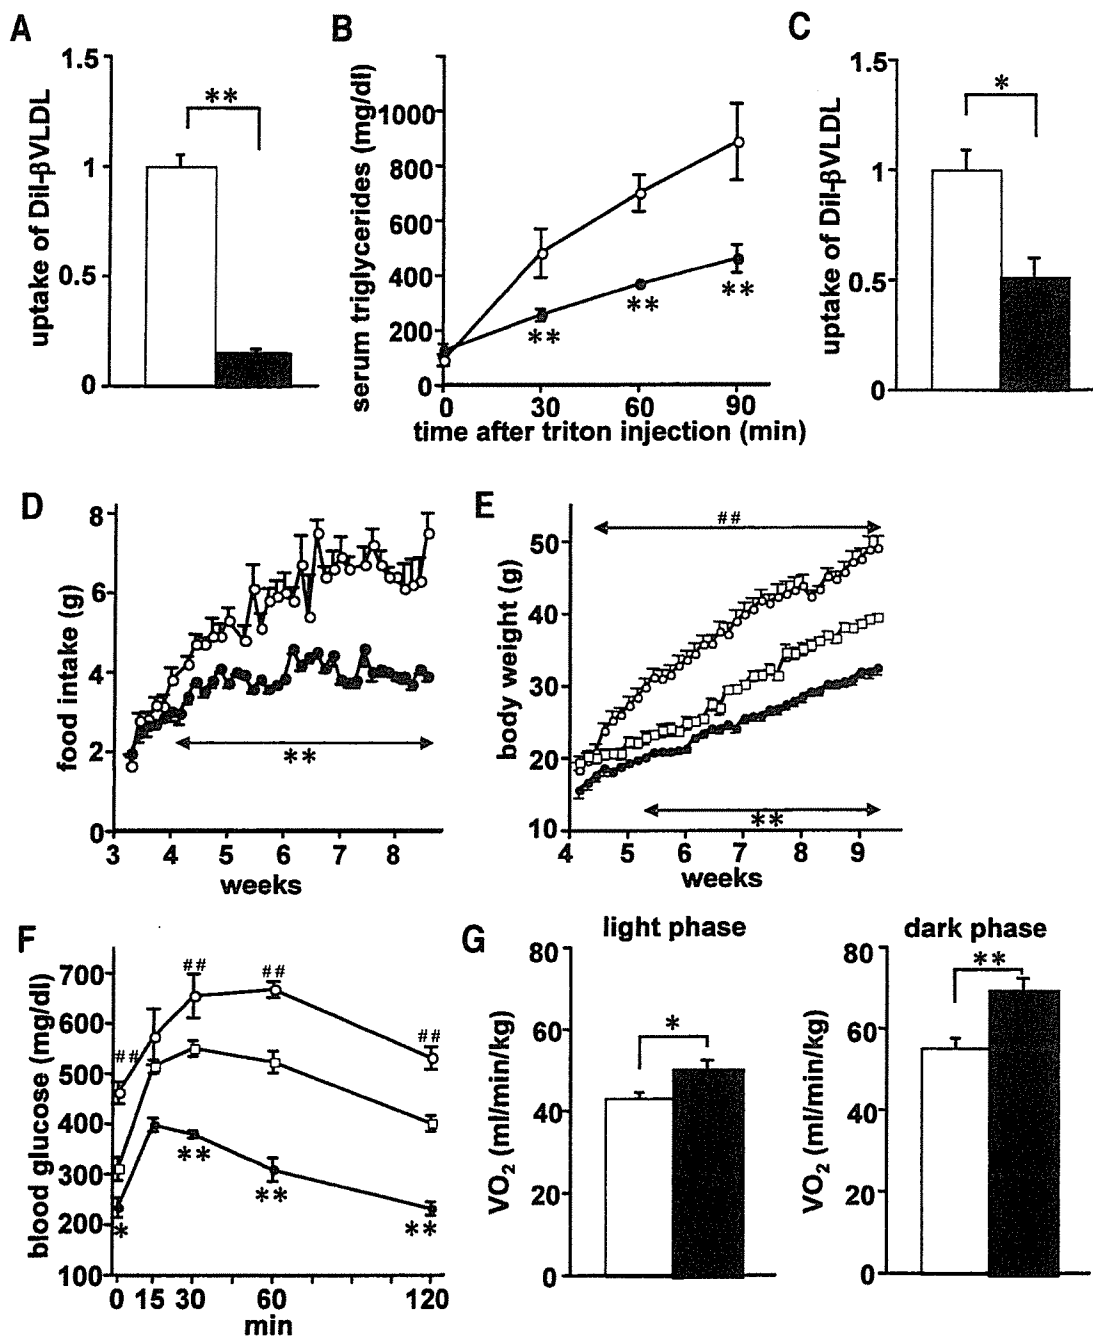 A
uptake of Dil-βVLDL
1.5
1
0.5
0
**
B
serum triglycerides (mg/dl)
1000
800
600
400
200
0
**
**
**
0 30 60 90
time after triton injection (min)
C
uptake of Dil-βVLDL
1.5
1
0.5
0
*
D
food intake (g)
8
6
4
2
0
**
3 4 5 6 7 8
weeks
E
body weight (g)
50
40
30
20
10
##
**
4 5 6 7 8 9
weeks
F
blood glucose (mg/dl)
700
600
500
400
300
200
100
##
##
##
##
*
**
**
**
0 15 30 60 120
min
G
light phase
VO2 (ml/min/kg)
80
60
40
20
0
*
dark phase
VO2 (ml/min/kg)
80
60
40
20
0
**